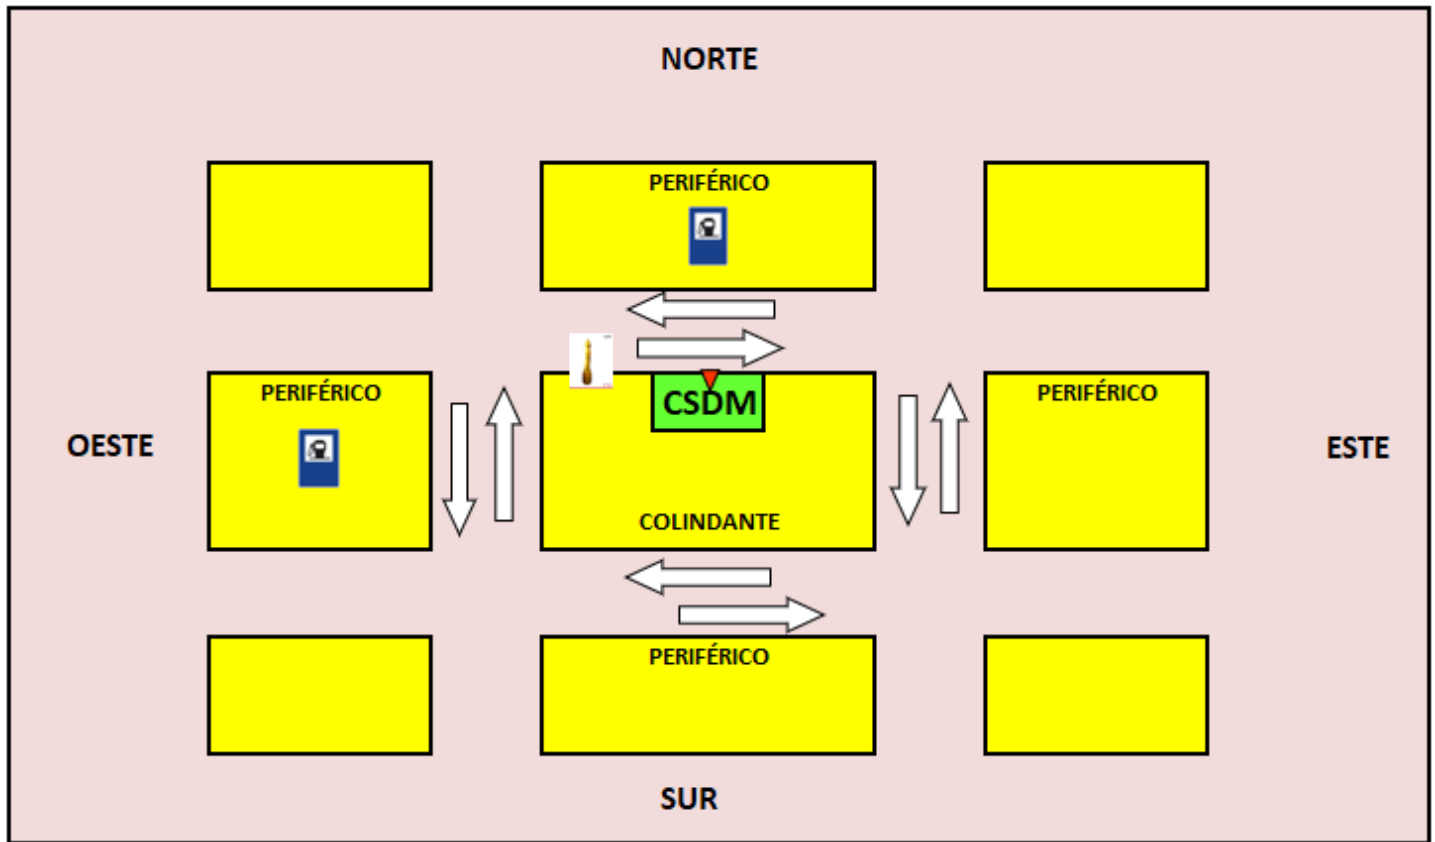 NORTE
PERIFÉRICO
PERIFÉRICO
CSDM
PERIFÉRICO
OESTE
ESTE
COLINDANTE
PERIFÉRICO
SUR